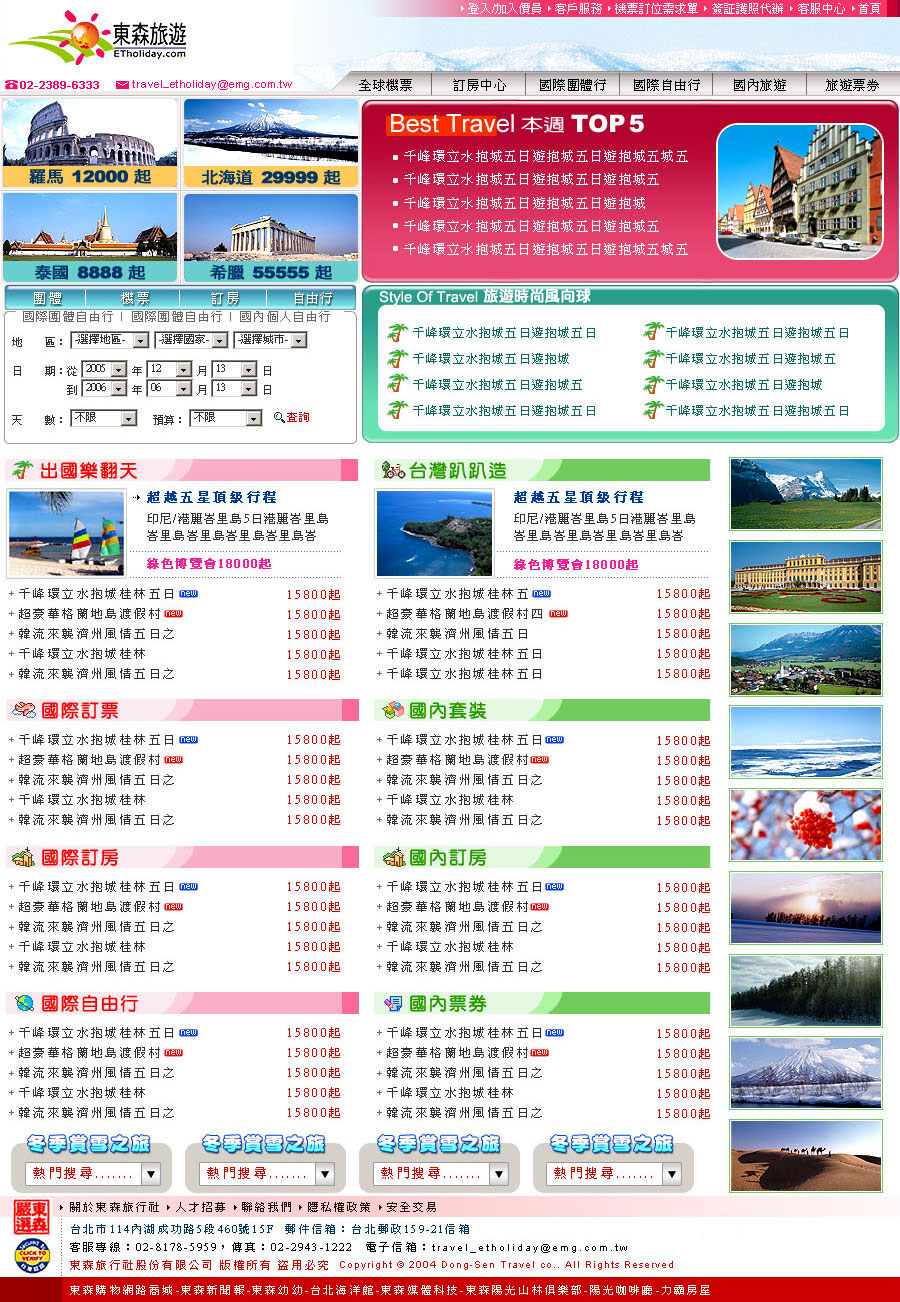 登入/加入價員 客戶服務 機票訂位需求單 簽証護照代辦 客服中心 首頁
東森旅遊
ETholiday.com
02-2389-6333 travel_etholiday@emg.com.tw
全球機票 訂房中心 國際團體行 國際自由行 國內旅遊 旅遊票券
羅馬 12000 起
北海道 29999 起
泰國 8888 起
希臘 55555 起
Best Travel 本週 TOP 5
千峰環立水抱城五日遊抱城五日遊抱城五城五
千峰環立水抱城五日遊抱城五日遊抱城五
千峰環立水抱城五日遊抱城五日遊抱城
千峰環立水抱城五日遊抱城五日遊抱城五
千峰環立水抱城五日遊抱城五日遊抱城五城五
團體 機票 訂房 自由行
國際團體自由行 | 國際團體自由行 | 國內個人自由行
地 區: -選擇地區- -選擇國家- -選擇城市-
日 期:從 2005 年 12 月 13 日
到 2006 年 06 月 13 日
天 數: 不限 預算: 不限 查詢
Style Of Travel 旅遊時尚風向球
千峰環立水抱城五日遊抱城五日 千峰環立水抱城五日遊抱城五日
千峰環立水抱城五日遊抱城 千峰環立水抱城五日遊抱城五
千峰環立水抱城五日遊抱城五 千峰環立水抱城五日遊抱城
千峰環立水抱城五日遊抱城五日 千峰環立水抱城五日遊抱城五日
出國樂翻天
超越五星頂級行程
印尼/港麗峇里島5日港麗峇里島
峇里島峇里島峇里島峇里島峇
綠色博覽會18000起
+千峰環立水抱城桂林五日 new 15800起
+超豪華格蘭地島渡假村 new 15800起
+韓流來襲濟州風情五日之 15800起
+千峰環立水抱城桂林 15800起
+韓流來襲濟州風情五日之 15800起
台灣趴趴造
超越五星頂級行程
印尼/港麗峇里島5日港麗峇里島
峇里島峇里島峇里島峇里島峇
綠色博覽會18000起
+千峰環立水抱城桂林五 new 15800起
+超豪華格蘭地島渡假村四 new 15800起
+韓流來襲濟州風情五日 15800起
+千峰環立水抱城桂林五日 15800起
+千峰環立水抱城桂林五日 15800起
國際訂票
+千峰環立水抱城桂林五日 new 15800起
+超豪華格蘭地島渡假村 new 15800起
+韓流來襲濟州風情五日之 15800起
+千峰環立水抱城桂林 15800起
+韓流來襲濟州風情五日之 15800起
國內套裝
+千峰環立水抱城桂林五日 new 15800起
+超豪華格蘭地島渡假村 new 15800起
+韓流來襲濟州風情五日之 15800起
+千峰環立水抱城桂林 15800起
+韓流來襲濟州風情五日之 15800起
國際訂房
+千峰環立水抱城桂林五日 new 15800起
+超豪華格蘭地島渡假村 new 15800起
+韓流來襲濟州風情五日之 15800起
+千峰環立水抱城桂林 15800起
+韓流來襲濟州風情五日之 15800起
國內訂房
+千峰環立水抱城桂林五日 new 15800起
+超豪華格蘭地島渡假村 new 15800起
+韓流來襲濟州風情五日之 15800起
+千峰環立水抱城桂林 15800起
+韓流來襲濟州風情五日之 15800起
國際自由行
+千峰環立水抱城桂林五日 new 15800起
+超豪華格蘭地島渡假村 new 15800起
+韓流來襲濟州風情五日之 15800起
+千峰環立水抱城桂林 15800起
+韓流來襲濟州風情五日之 15800起
國內票券
+千峰環立水抱城桂林五日 new 15800起
+超豪華格蘭地島渡假村 new 15800起
+韓流來襲濟州風情五日之 15800起
+千峰環立水抱城桂林 15800起
+韓流來襲濟州風情五日之 15800起
冬季賞雪之旅 冬季賞雪之旅 冬季賞雪之旅 冬季賞雪之旅
熱門搜尋....... 熱門搜尋....... 熱門搜尋....... 熱門搜尋.......
東森嚴選
CLICK TO VERIFY
關於東森旅行社 人才招募 聯絡我們 隱私權政策 安全交易
台北市114內湖成功路5段460號15F 郵件信箱:台北郵政159-21信箱
客服專線:02-8178-5959,傳真:02-2943-1222 電子信箱:travel_etholiday@emg.com.tw
東森旅行社股份有限公司 版權所有 盜用必究 Copyright © 2004 Dong-Sen Travel co.. All Rights Reserved
東森購物網路商城-東森新聞報-東森幼幼-台北海洋館-東森媒體科技-東森陽光山林俱樂部-陽光咖啡廳-力霸房屋